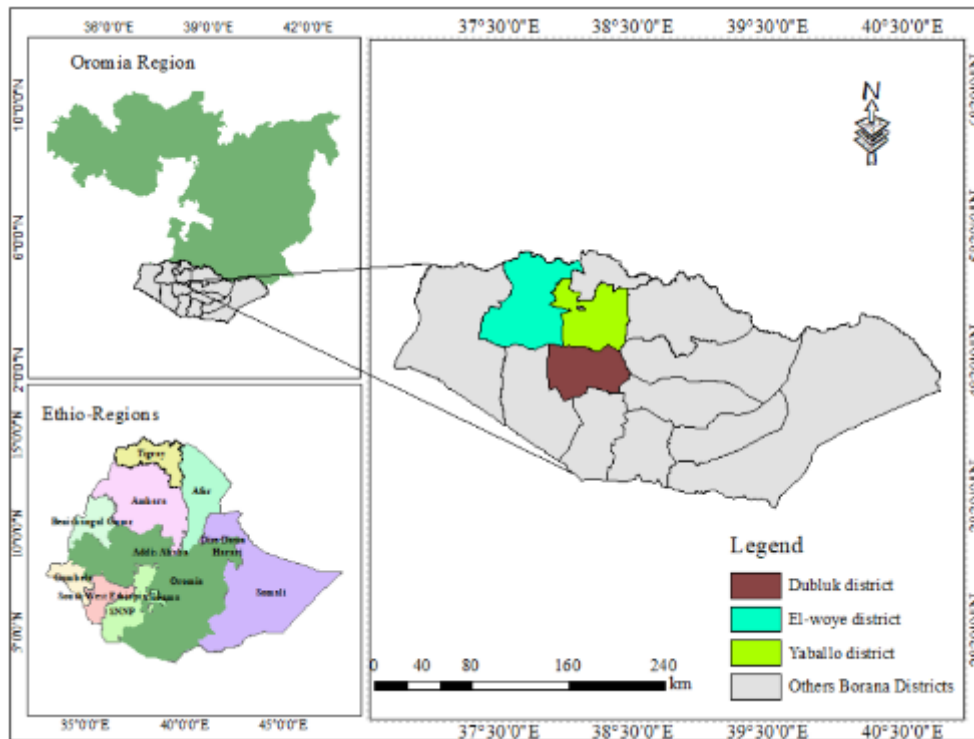 36°0'0"E 39°0'0"E 42°0'0"E
37°30'0"E 38°30'0"E 39°30'0"E 40°30'0"E
Oromia Region
10°0'0"N
6°0'0"N
2°0'0"N
N
Ethio-Regions
15°0'0"N
10°0'0"N
5°0'0"N
Tigray
Afar
Amhara
Addis Ababa
Harari
Oromia
Somali
SNNP
Legend
Dubluk district
El-woye district
Yaballo district
Others Borana Districts
0 40 80 160 240
km
35°0'0"E 40°0'0"E 45°0'0"E
37°30'0"E 38°30'0"E 39°30'0"E 40°30'0"E